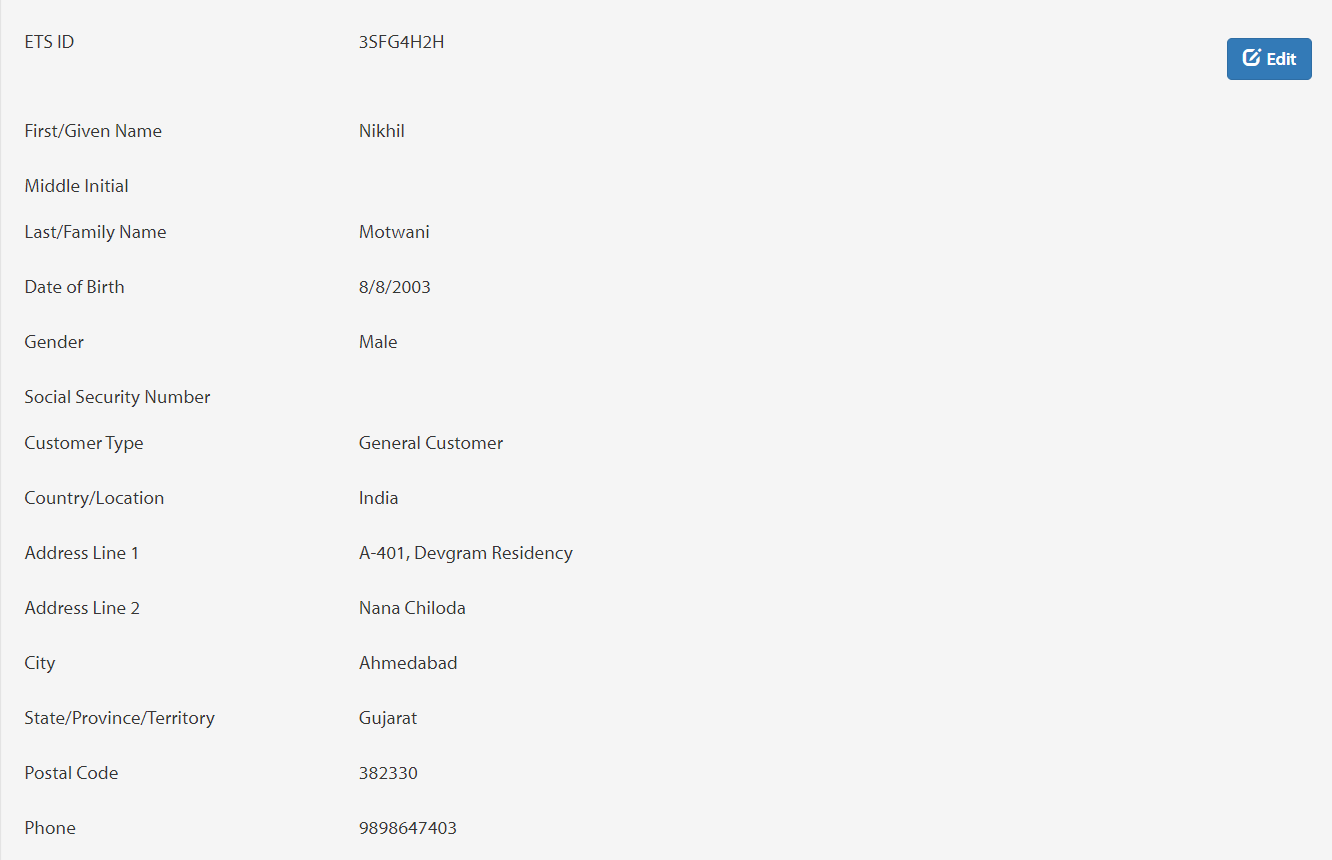 ETS ID 3SFG4H2H
Edit
First/Given Name Nikhil
Middle Initial
Last/Family Name Motwani
Date of Birth 8/8/2003
Gender Male
Social Security Number
Customer Type General Customer
Country/Location India
Address Line 1 A-401, Devgram Residency
Address Line 2 Nana Chiloda
City Ahmedabad
State/Province/Territory Gujarat
Postal Code 382330
Phone 9898647403